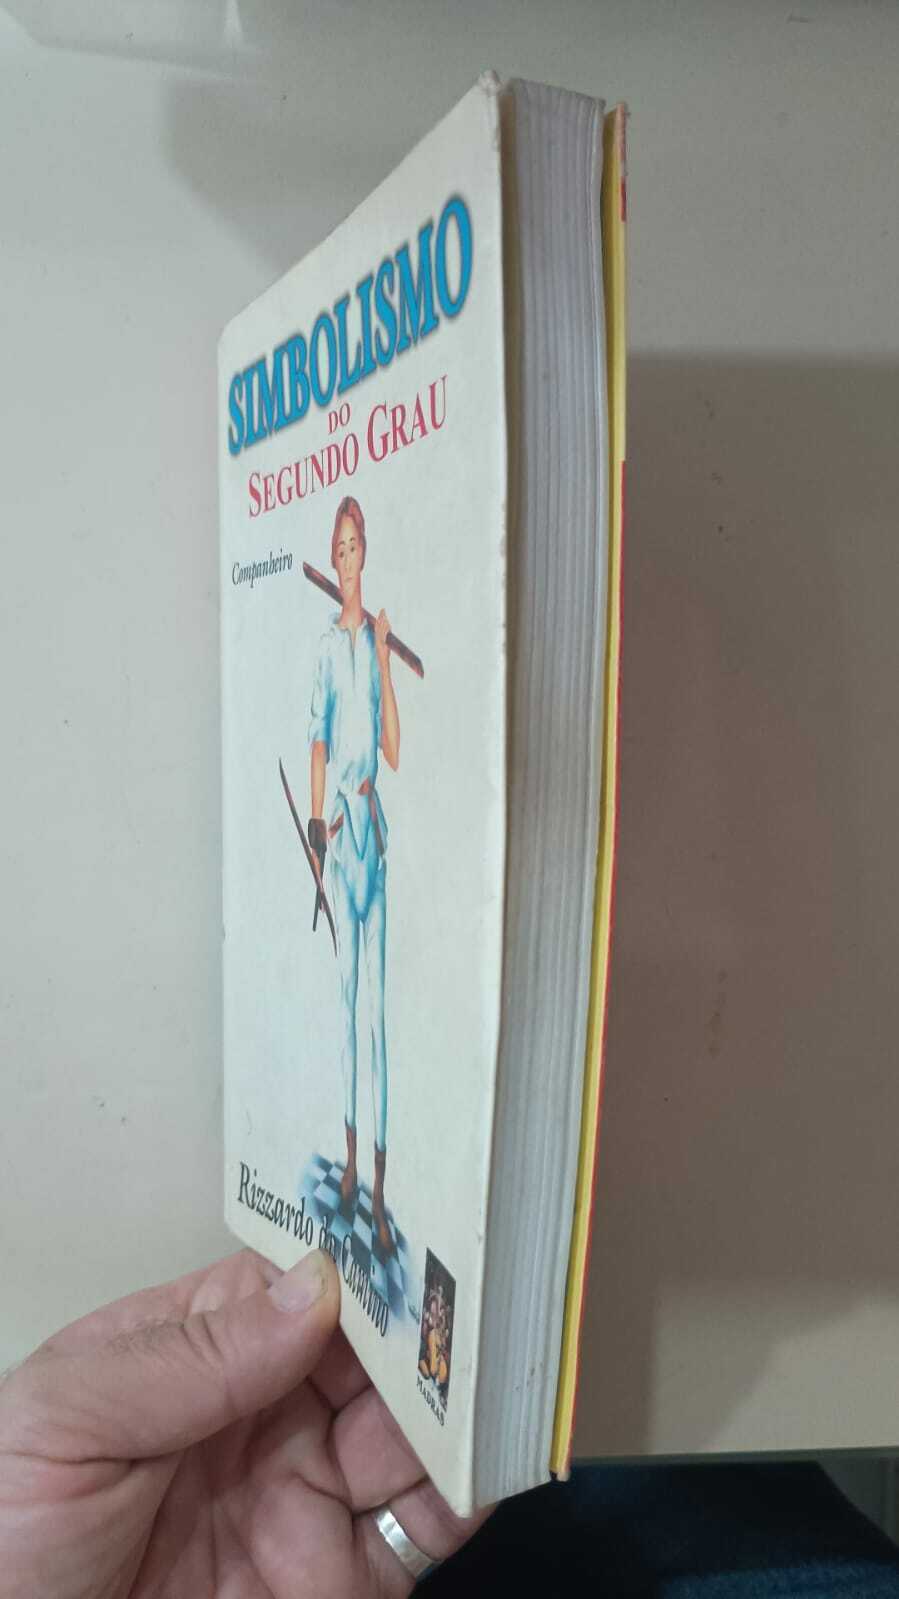 SIMBOLISMO
DO
SEGUNDO GRAU
Companheiro
Rizzardo da Camino
MADRAS